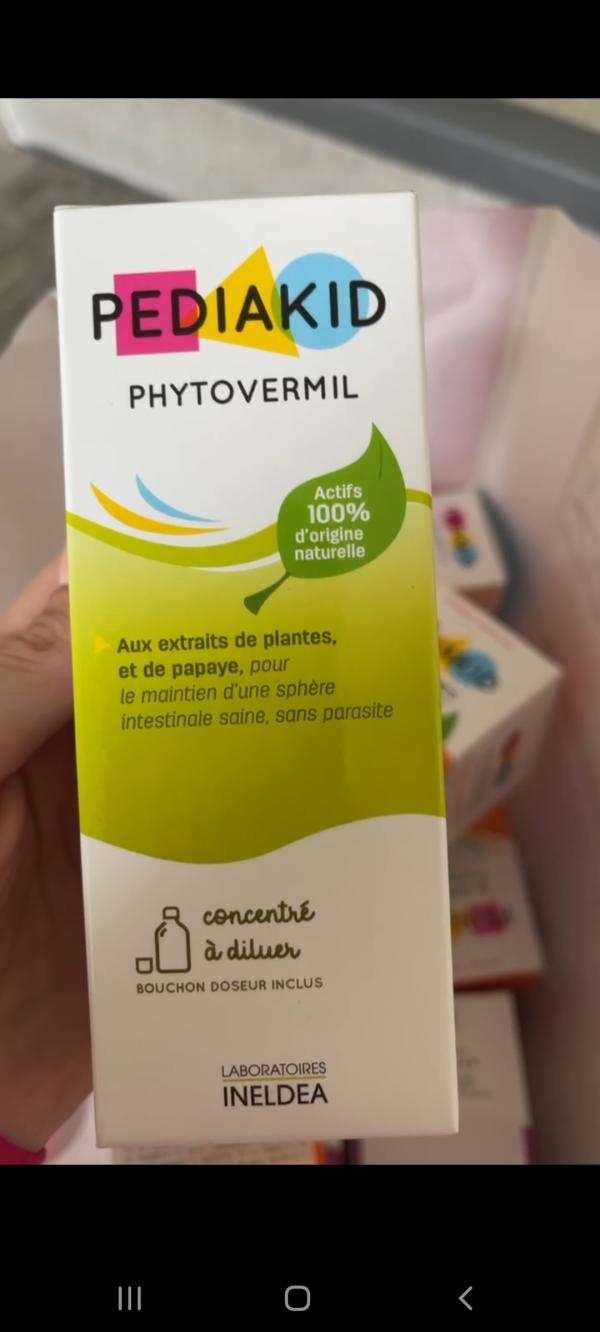 PEDIAKID
PHYTOVERMIL
Actifs
100%
d'origine
naturelle
Aux extraits de plantes,
et de papaye, pour
le maintien d'une sphère
intestinale saine, sans parasite
concentré
à diluer
BOUCHON DOSEUR INCLUS
LABORATOIRES
INELDEA